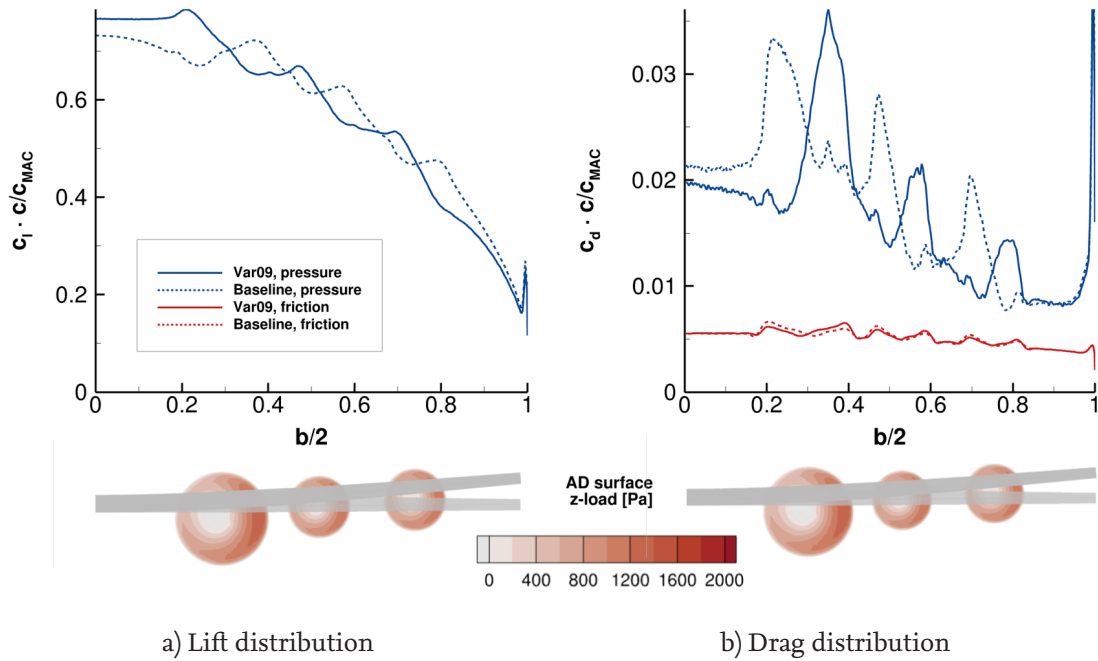 0.6
0.4
0.2
0
c_l · c/c_MAC
Var09, pressure
Baseline, pressure
Var09, friction
Baseline, friction
0 0.2 0.4 0.6 0.8 1
b/2
0.03
0.02
0.01
0
c_d · c/c_MAC
0 0.2 0.4 0.6 0.8 1
b/2
AD surface
z-load [Pa]
0 400 800 1200 1600 2000
a) Lift distribution
b) Drag distribution